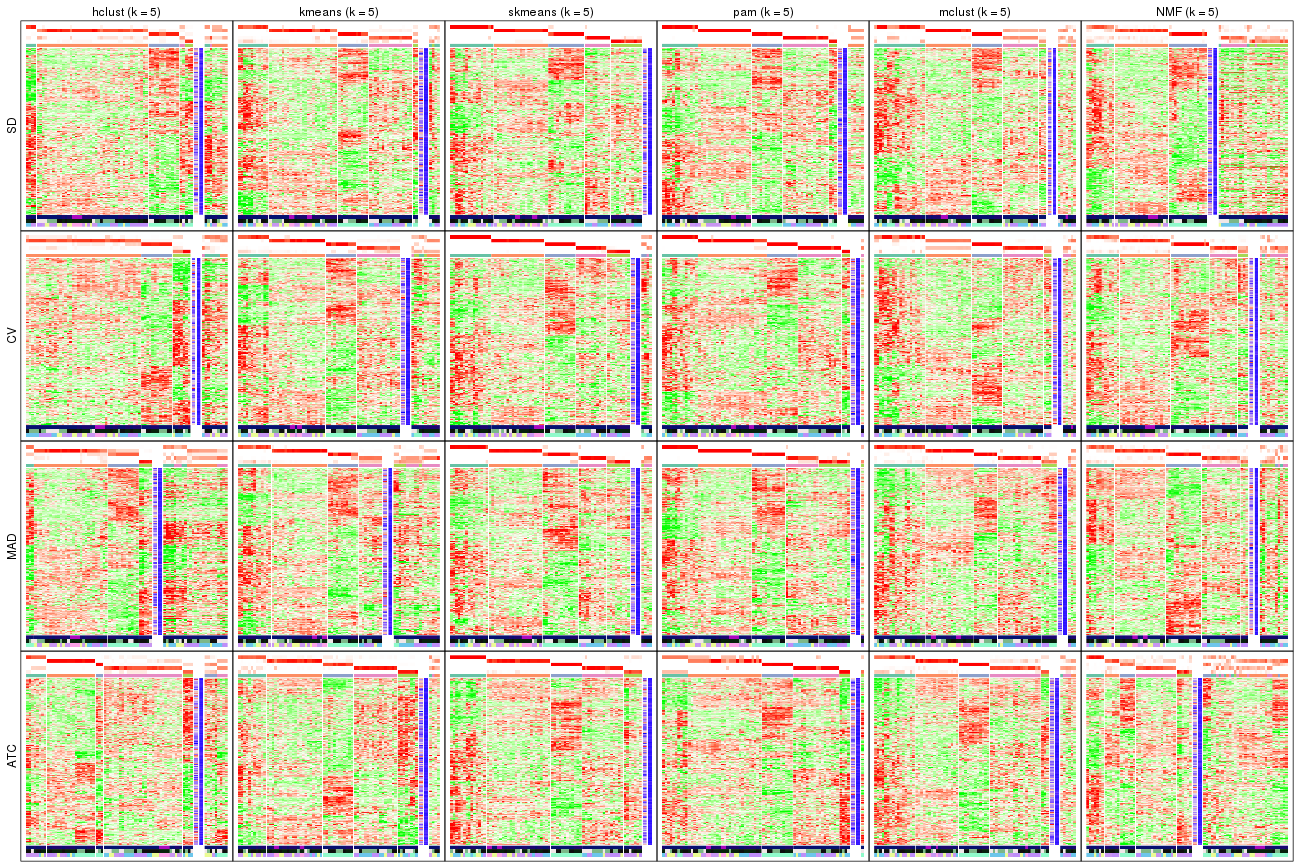 hclust (k = 5)
kmeans (k = 5)
skmeans (k = 5)
pam (k = 5)
mclust (k = 5)
NMF (k = 5)
SD
CV
MAD
ATC